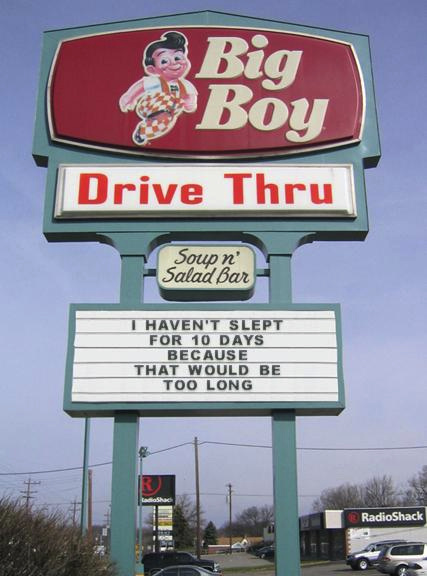 Big
Boy
Drive Thru
Soup n'
Salad Bar
I HAVEN'T SLEPT
FOR 10 DAYS
BECAUSE
THAT WOULD BE
TOO LONG
R
RadioShack
RadioShack